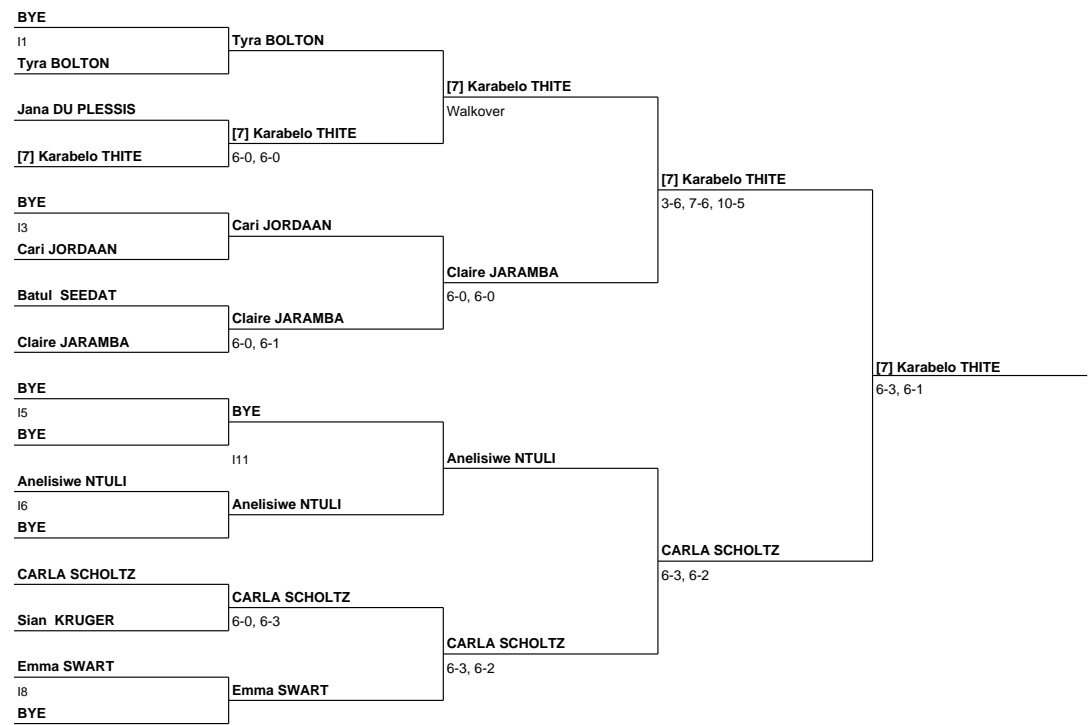 BYE
I1
Tyra BOLTON
Jana DU PLESSIS
[7] Karabelo THITE
BYE
I3
Cari JORDAAN
Batul  SEEDAT
Claire JARAMBA
BYE
I5
BYE
Anelisiwe NTULI
I6
BYE
CARLA SCHOLTZ
Sian  KRUGER
Emma SWART
I8
BYE
Tyra BOLTON
[7] Karabelo THITE
6-0, 6-0
Cari JORDAAN
Claire JARAMBA
6-0, 6-1
BYE
I11
Anelisiwe NTULI
CARLA SCHOLTZ
6-0, 6-3
Emma SWART
[7] Karabelo THITE
Walkover
Claire JARAMBA
6-0, 6-0
Anelisiwe NTULI
CARLA SCHOLTZ
6-3, 6-2
[7] Karabelo THITE
3-6, 7-6, 10-5
CARLA SCHOLTZ
6-3, 6-2
[7] Karabelo THITE
6-3, 6-1